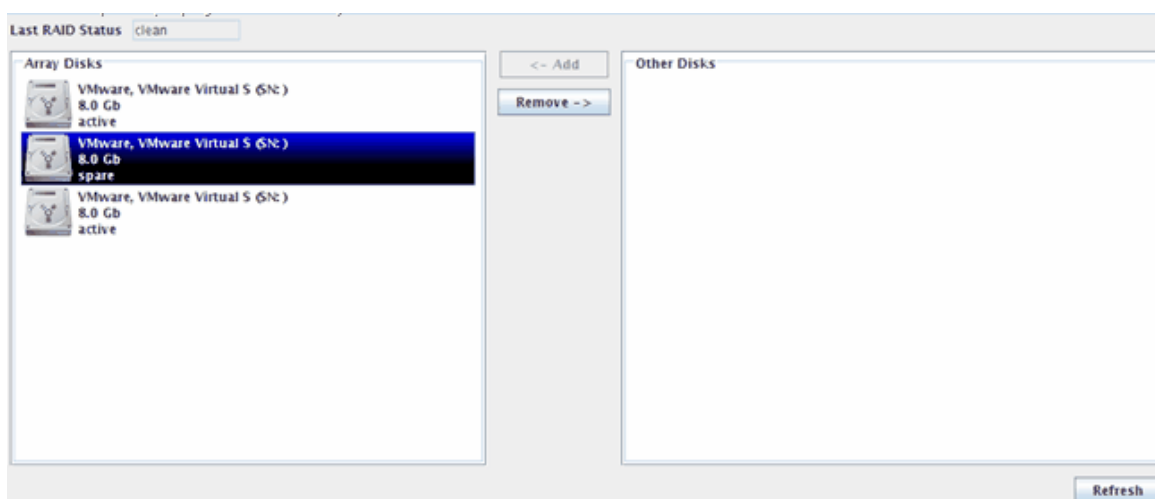 Last RAID Status clean
Array Disks
VMware, VMware Virtual S (SN: )
8.0 Gb
active
VMware, VMware Virtual S (SN: )
8.0 Gb
spare
VMware, VMware Virtual S (SN: )
8.0 Gb
active
<- Add
Remove ->
Other Disks
Refresh